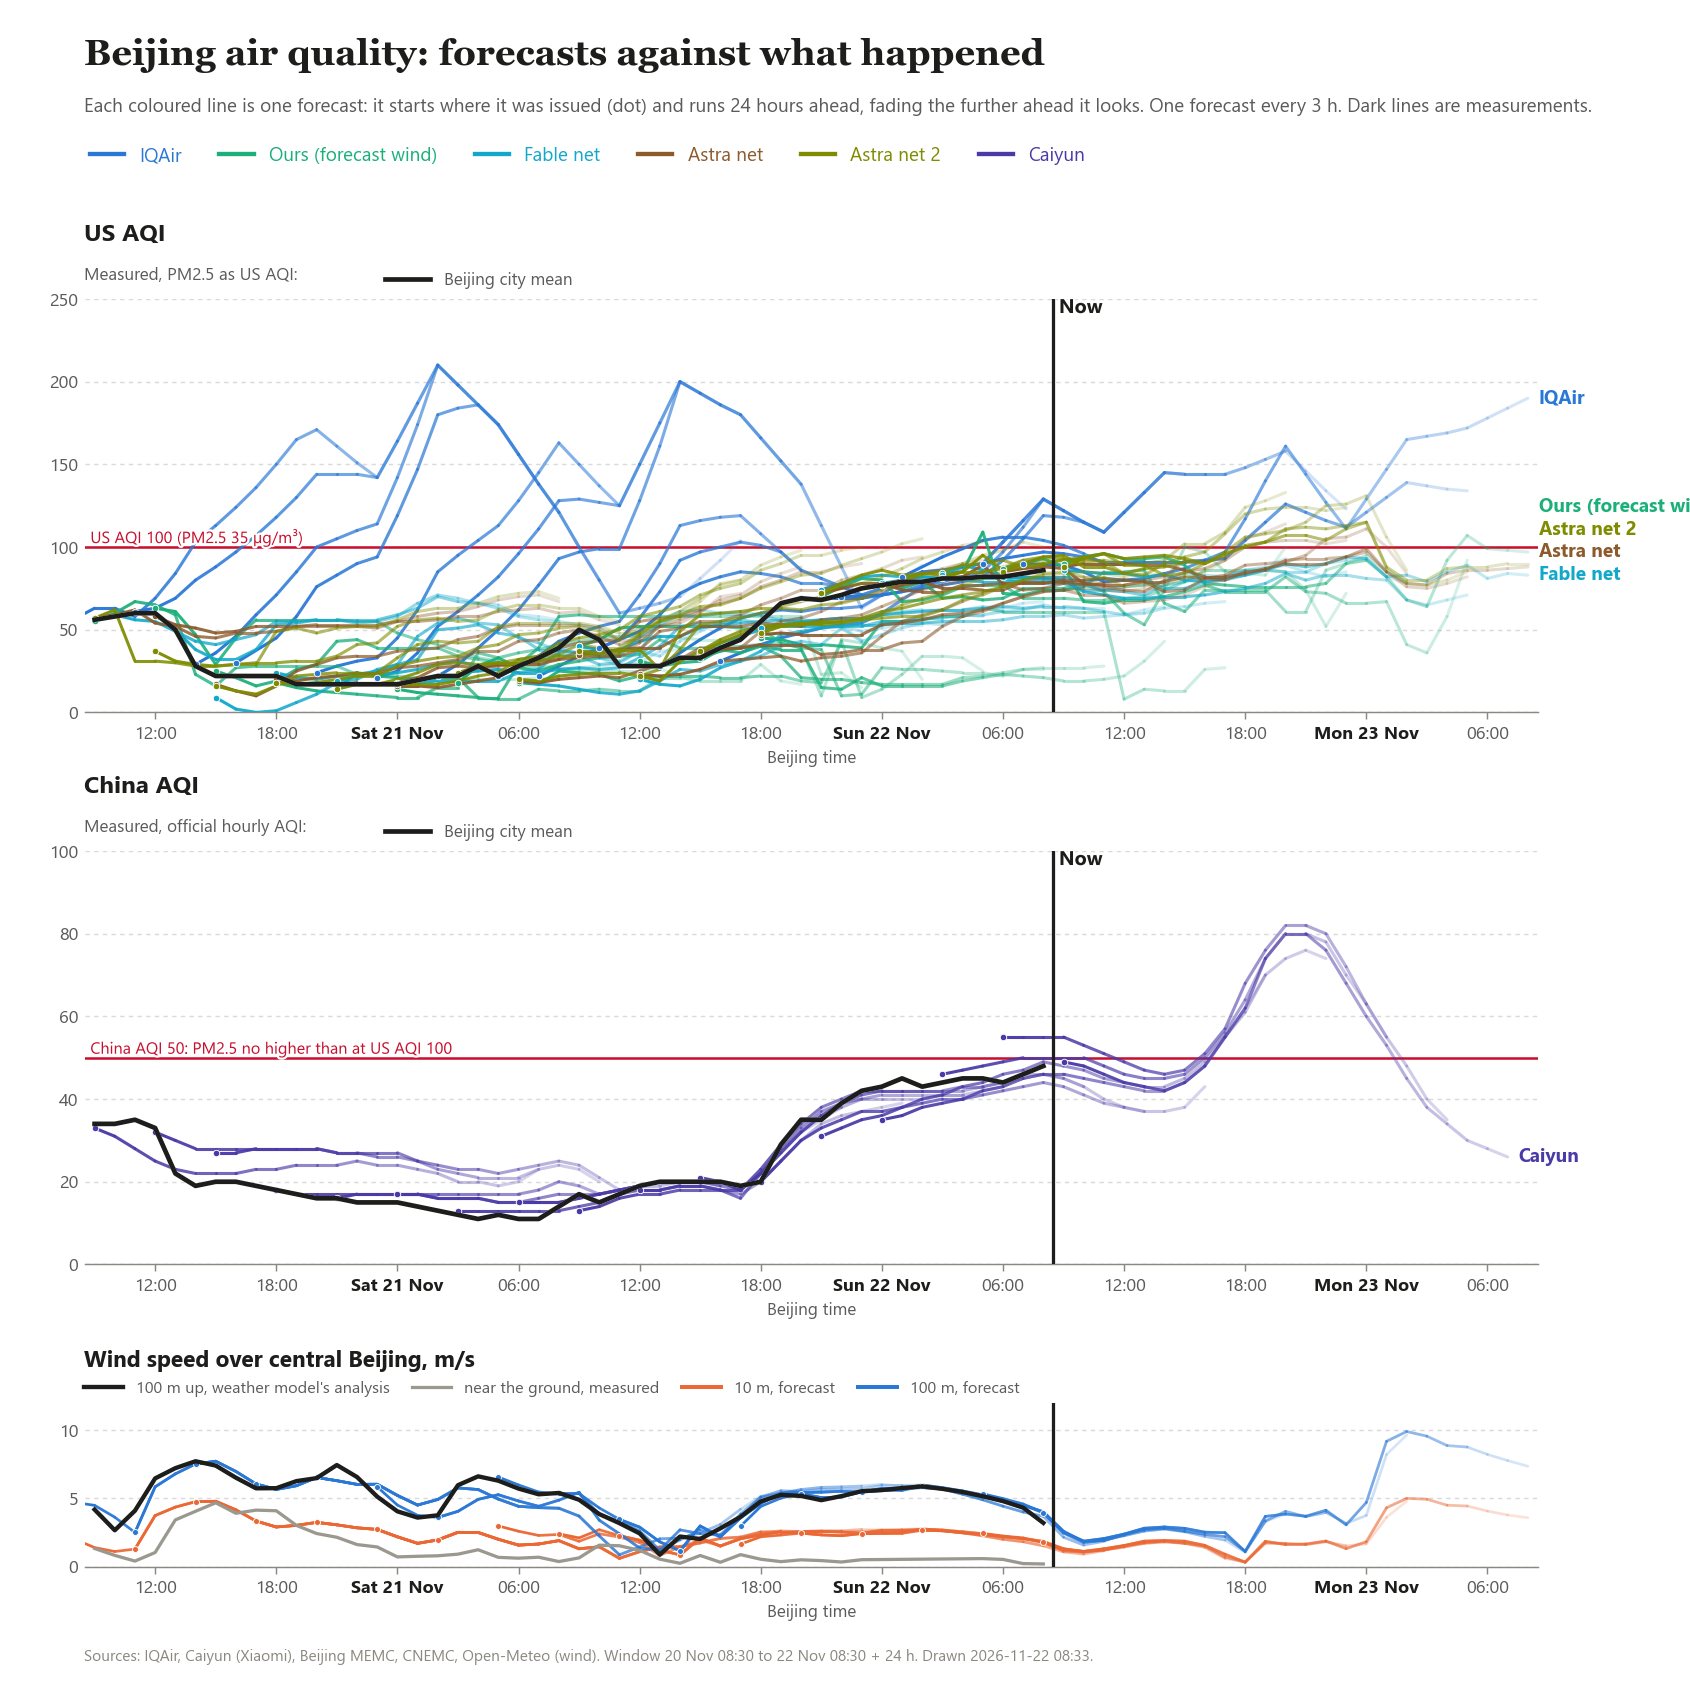 Beijing air quality: forecasts against what happened
Each coloured line is one forecast: it starts where it was issued (dot) and runs 24 hours ahead, fading the further ahead it looks. One forecast every 3 h. Dark lines are measurements.
IQAir Ours (forecast wind) Fable net Astra net Astra net 2 Caiyun
US AQI
Measured, PM2.5 as US AQI: Beijing city mean
250
200
150
100
50
0
Now
US AQI 100 (PM2.5 35 µg/m³)
IQAir
Ours (forecast wi
Astra net 2
Astra net
Fable net
12:00 18:00 Sat 21 Nov 06:00 12:00 18:00 Sun 22 Nov 06:00 12:00 18:00 Mon 23 Nov 06:00
Beijing time
China AQI
Measured, official hourly AQI: Beijing city mean
100
80
60
40
20
0
Now
China AQI 50: PM2.5 no higher than at US AQI 100
Caiyun
12:00 18:00 Sat 21 Nov 06:00 12:00 18:00 Sun 22 Nov 06:00 12:00 18:00 Mon 23 Nov 06:00
Beijing time
Wind speed over central Beijing, m/s
100 m up, weather model's analysis near the ground, measured 10 m, forecast 100 m, forecast
10
5
0
12:00 18:00 Sat 21 Nov 06:00 12:00 18:00 Sun 22 Nov 06:00 12:00 18:00 Mon 23 Nov 06:00
Beijing time
Sources: IQAir, Caiyun (Xiaomi), Beijing MEMC, CNEMC, Open-Meteo (wind). Window 20 Nov 08:30 to 22 Nov 08:30 + 24 h. Drawn 2026-11-22 08:33.